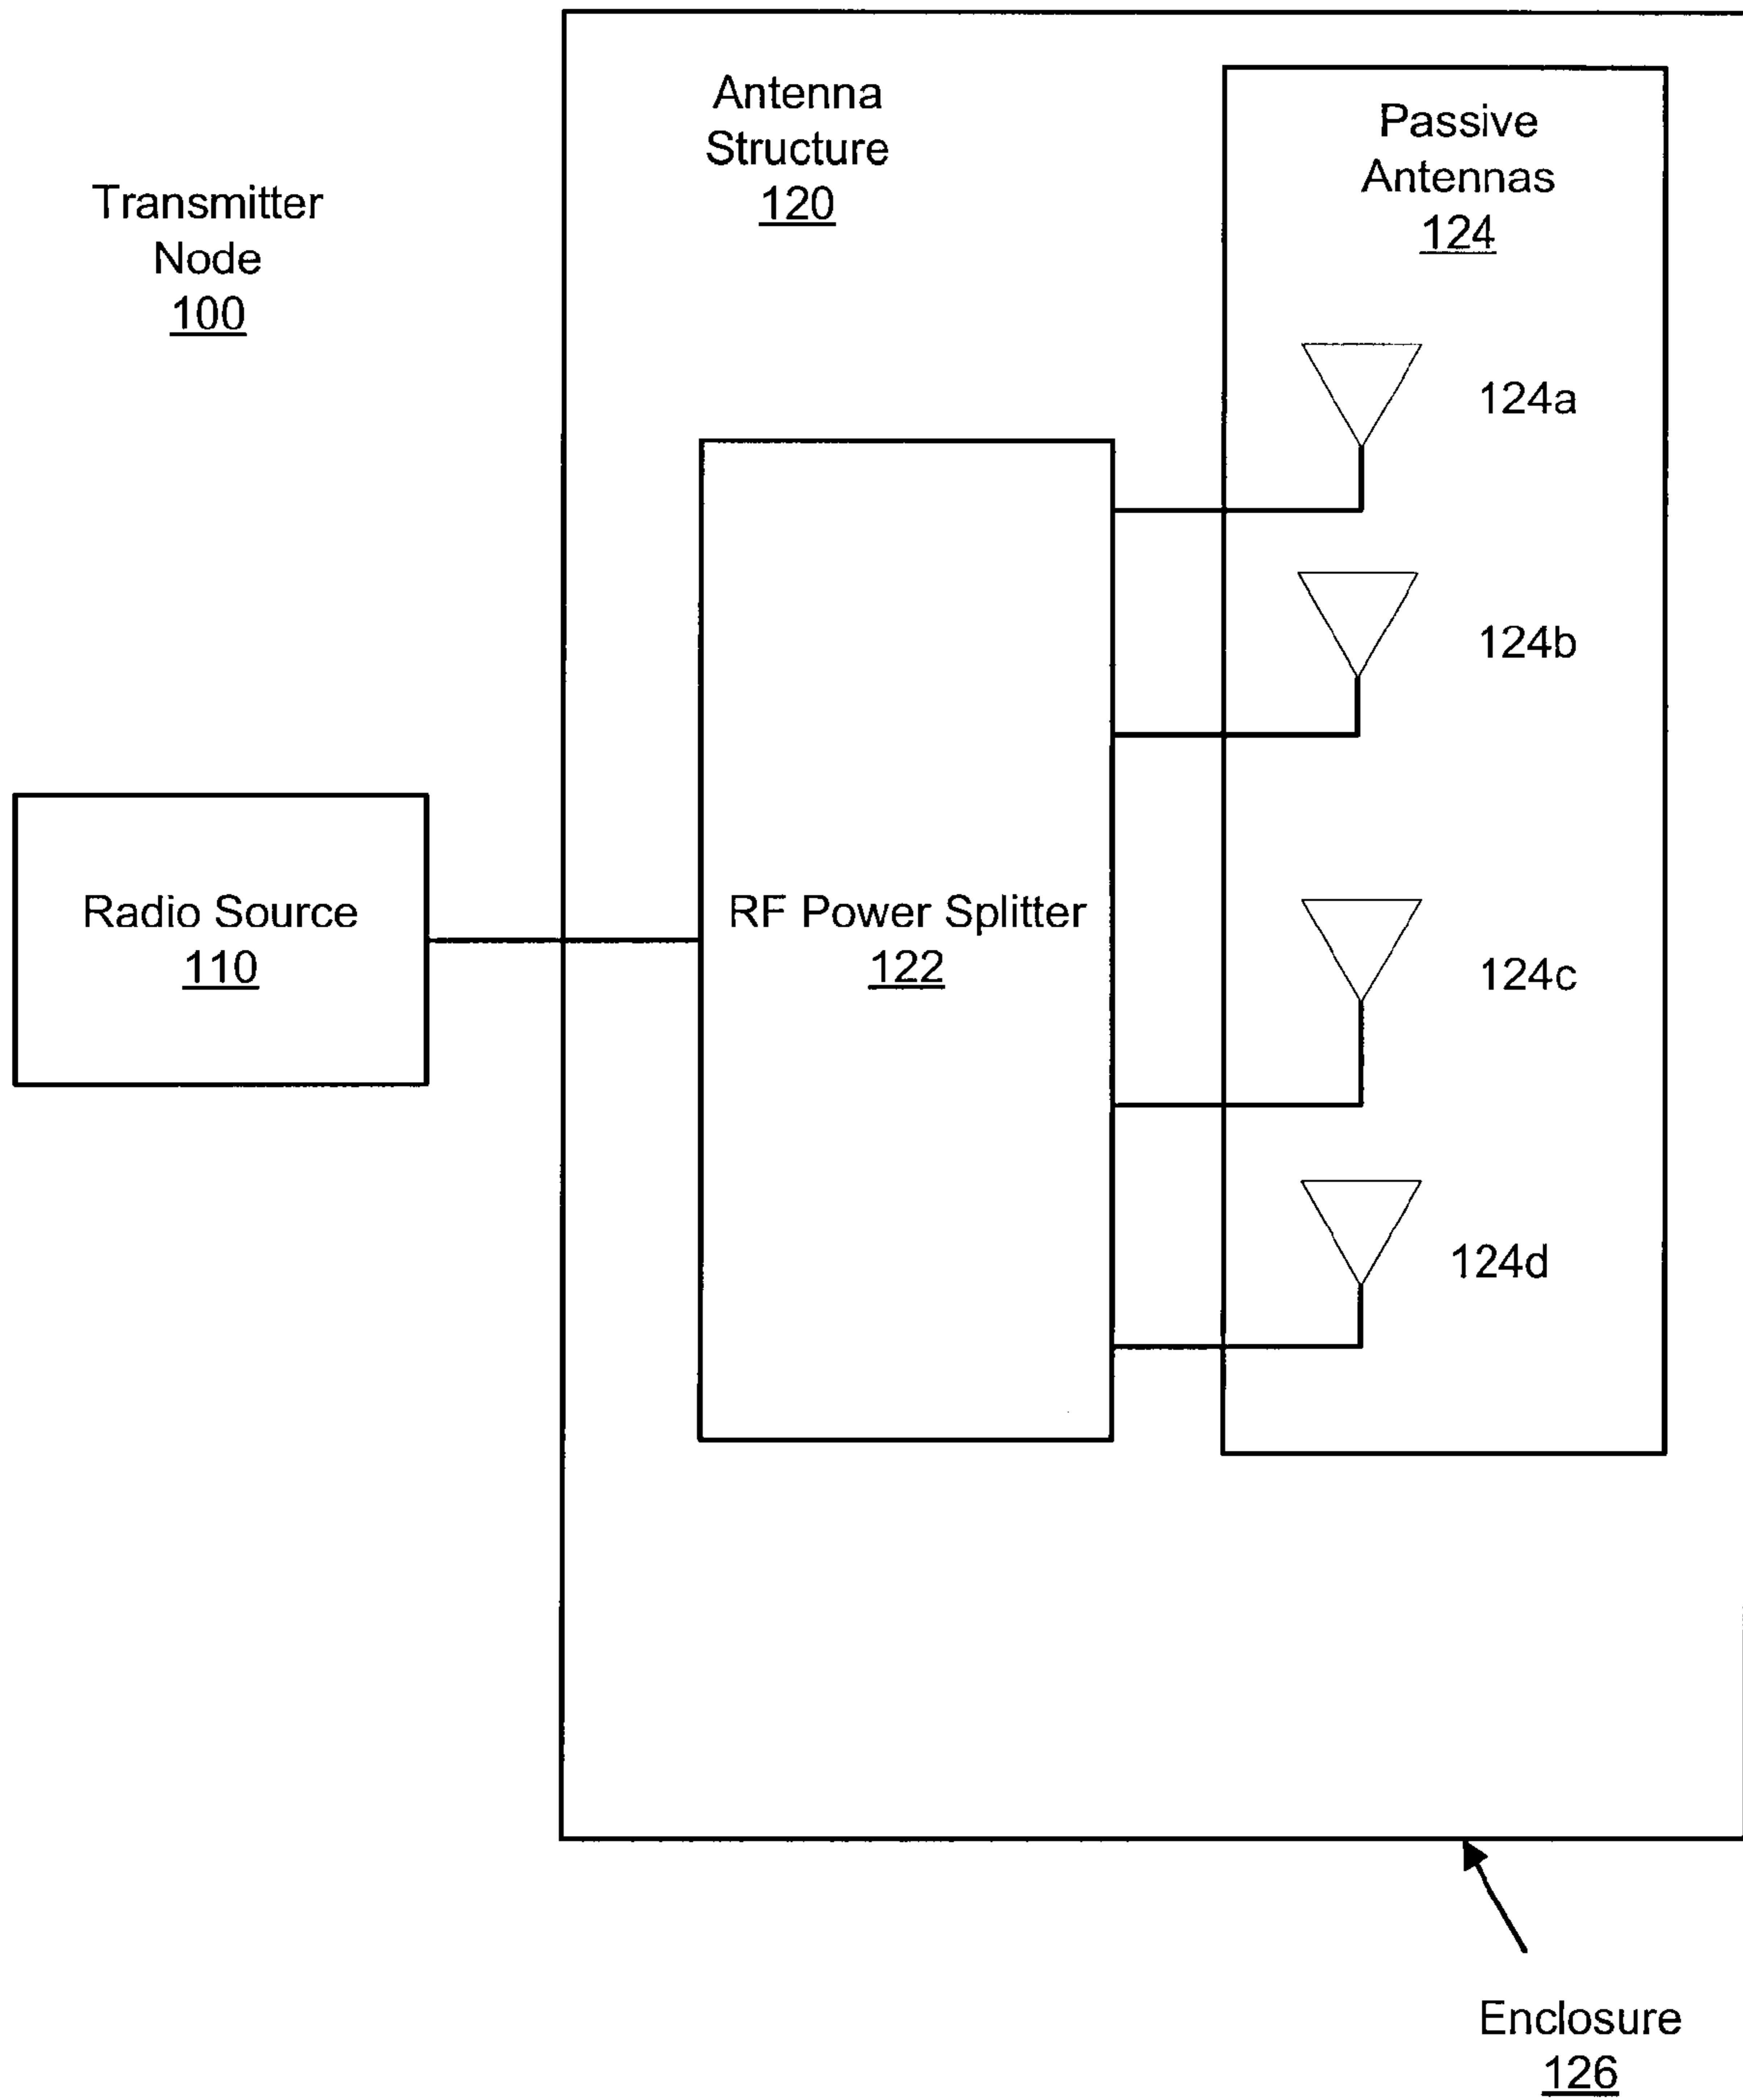 Transmitter
Node
100
Antenna
Structure
120
Passive
Antennas
124
124a
124b
124c
124d
Radio Source
110
RF Power Splitter
122
Enclosure
126